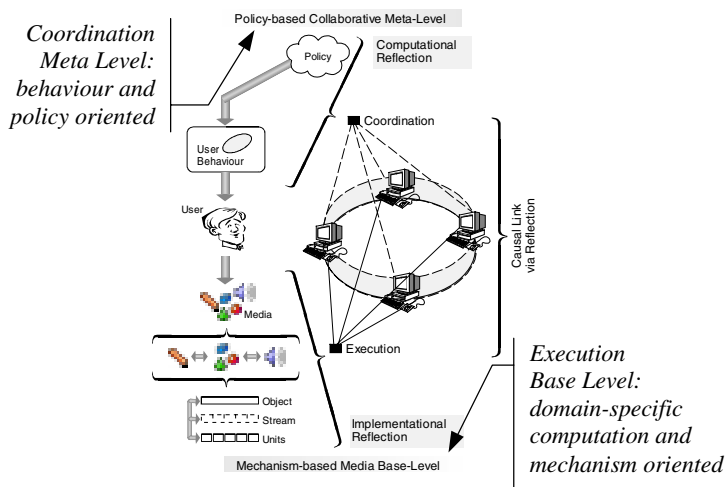 Policy-based Collaborative Meta-Level
Coordination
Meta Level:
behaviour and
policy oriented
Policy
Computational
Reflection
User
Behaviour
Coordination
User
Causal Link
via Reflection
Media
Execution
Object
Stream
Units
Implementational
Reflection
Mechanism-based Media Base-Level
Execution
Base Level:
domain-specific
computation and
mechanism oriented